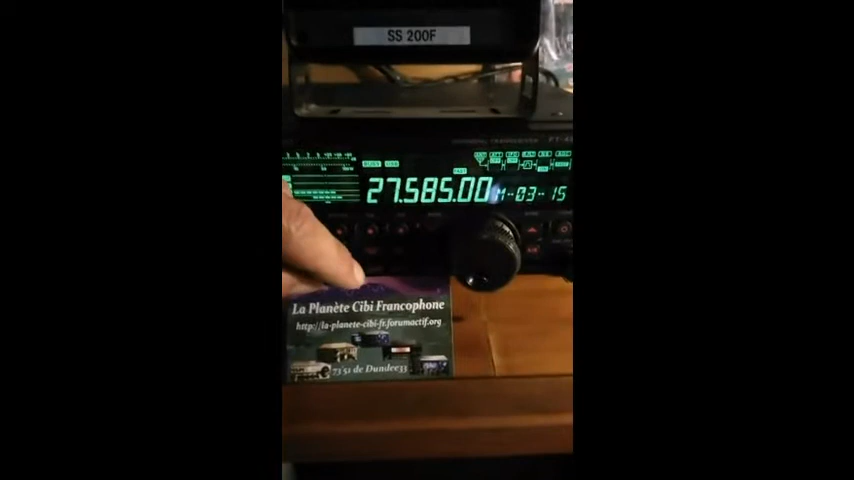 SS 200F
FAST
27.585.00 M-03-15
La Planète Cibi Francophone
http://la-planete-cibi-fr.forumactif.org
73'51 de Dundee33